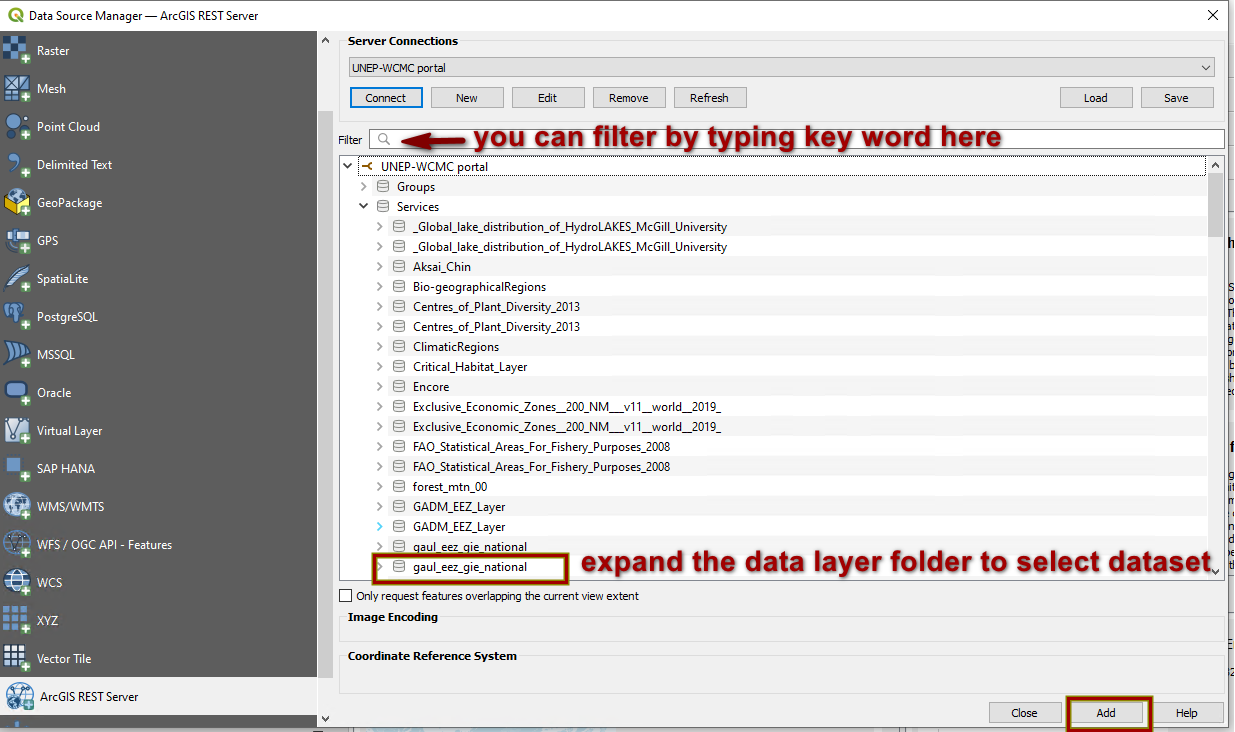 Data Source Manager — ArcGIS REST Server
Raster
Mesh
Point Cloud
Delimited Text
GeoPackage
GPS
SpatiaLite
PostgreSQL
MSSQL
Oracle
Virtual Layer
SAP HANA
WMS/WMTS
WFS / OGC API - Features
WCS
XYZ
Vector Tile
ArcGIS REST Server
Server Connections
UNEP-WCMC portal
Connect New Edit Remove Refresh Load Save
Filter you can filter by typing key word here
UNEP-WCMC portal
Groups
Services
_Global_lake_distribution_of_HydroLAKES_McGill_University
_Global_lake_distribution_of_HydroLAKES_McGill_University
Aksai_Chin
Bio-geographicalRegions
Centres_of_Plant_Diversity_2013
Centres_of_Plant_Diversity_2013
ClimaticRegions
Critical_Habitat_Layer
Encore
Exclusive_Economic_Zones__200_NM___v11__world__2019_
Exclusive_Economic_Zones__200_NM___v11__world__2019_
FAO_Statistical_Areas_For_Fishery_Purposes_2008
FAO_Statistical_Areas_For_Fishery_Purposes_2008
forest_mtn_00
GADM_EEZ_Layer
GADM_EEZ_Layer
gaul_eez_gie_national
gaul_eez_gie_national expand the data layer folder to select dataset
Only request features overlapping the current view extent
Image Encoding
Coordinate Reference System
Close Add Help